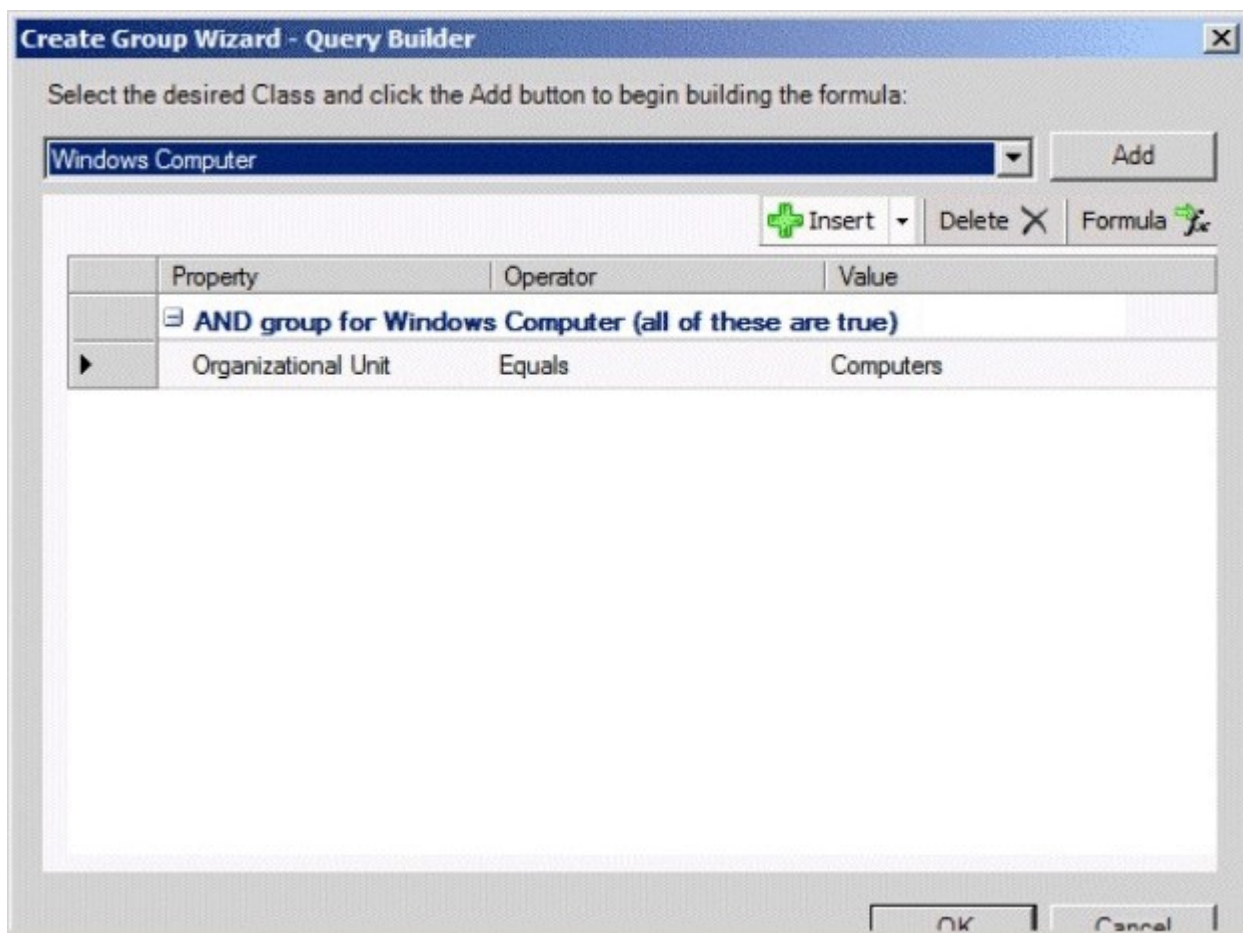 Create Group Wizard - Query Builder
Select the desired Class and click the Add button to begin building the formula:
Windows Computer Add
Insert Delete Formula
Property Operator Value
AND group for Windows Computer (all of these are true)
Organizational Unit Equals Computers
OK Cancel